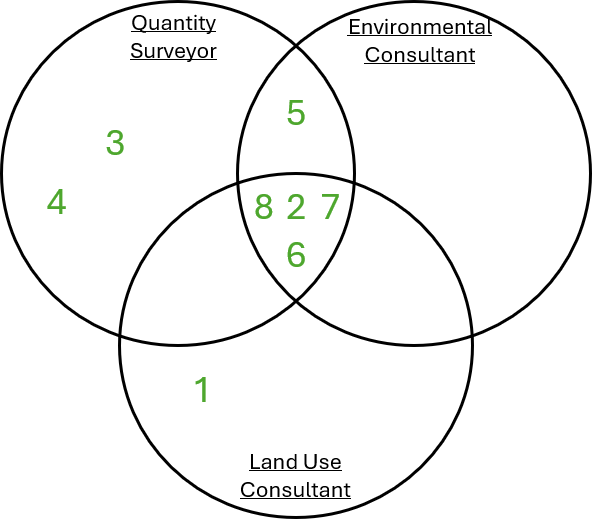 Quantity
Surveyor
Environmental
Consultant
5
3
4
8 2 7
6
1
Land Use
Consultant